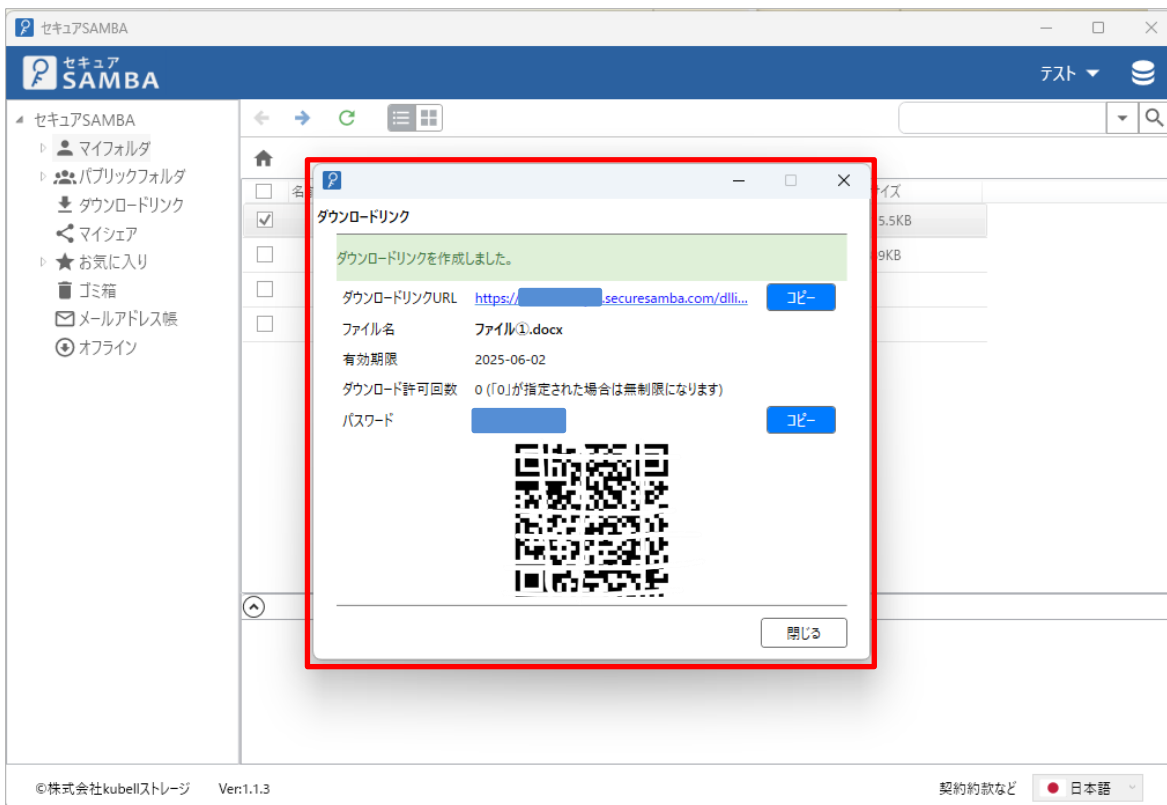 セキュアSAMBA
セキュア
SAMBA
テスト
セキュアSAMBA
マイフォルダ
パブリックフォルダ
ダウンロードリンク
マイシェア
お気に入り
ゴミ箱
メールアドレス帳
オフライン
名
イズ
5.5KB
9KB
ダウンロードリンク
ダウンロードリンクを作成しました。
ダウンロードリンクURL https:// .securesamba.com/dlli... コピー
ファイル名 ファイル①.docx
有効期限 2025-06-02
ダウンロード許可回数 0 (「0」が指定された場合は無制限になります)
パスワード コピー
閉じる
©株式会社kubellストレージ Ver:1.1.3 契約約款など 日本語